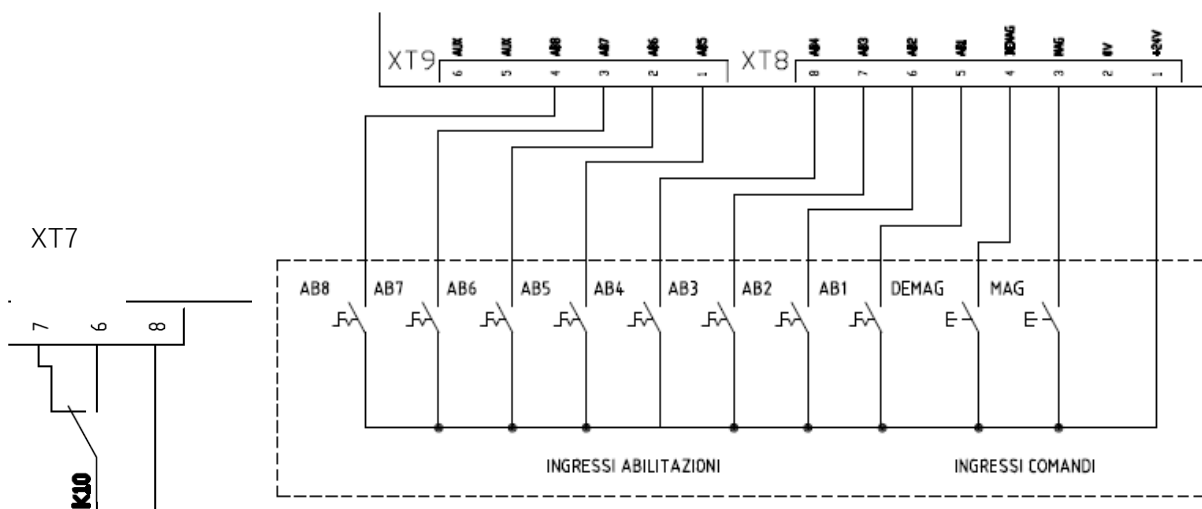 XT9
AUX AUX AB8 AB7 AB6 AB5
6 5 4 3 2 1
XT8
AB4 AB3 AB2 AB1 DEMAG MAG 0V +24V
8 7 6 5 4 3 2 1
XT7
7 6 8
K10
AB8 AB7 AB6 AB5 AB4 AB3 AB2 AB1 DEMAG MAG
INGRESSI ABILITAZIONI
INGRESSI COMANDI